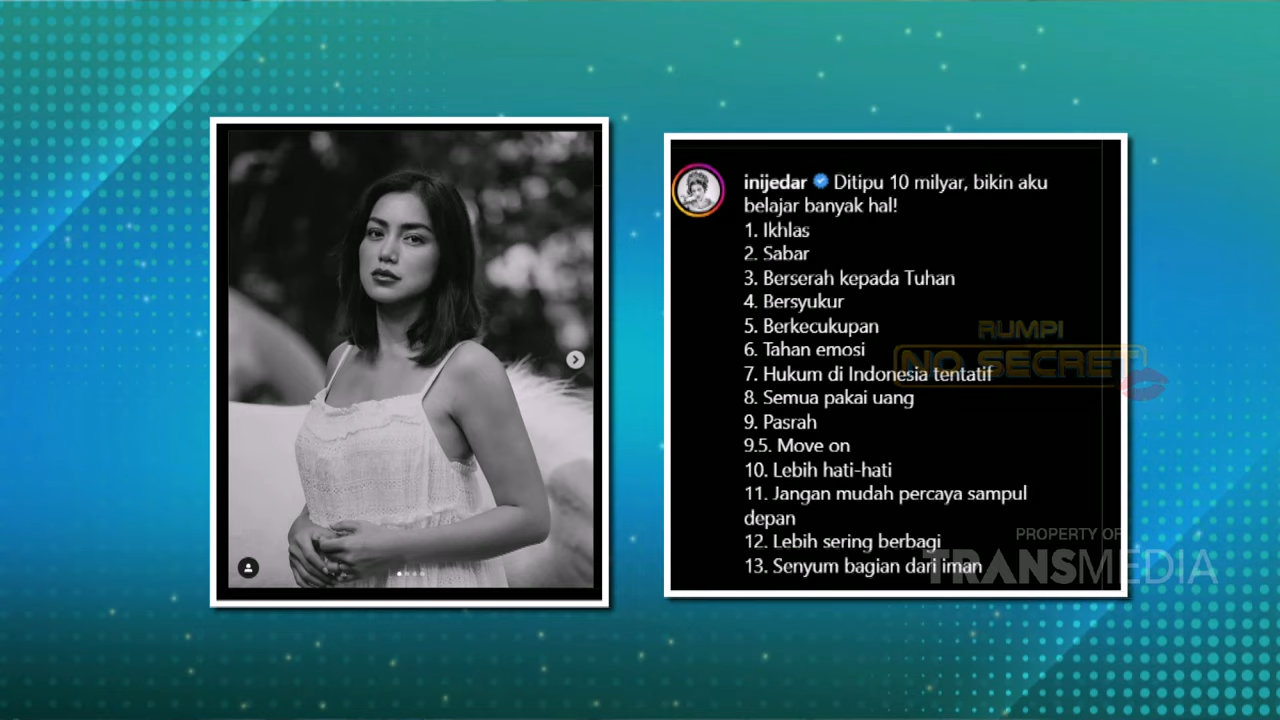 inijedar Ditipu 10 milyar, bikin aku
belajar banyak hal!
1. Ikhlas
2. Sabar
3. Berserah kepada Tuhan
4. Bersyukur
5. Berkecukupan
6. Tahan emosi
7. Hukum di Indonesia tentatif
8. Semua pakai uang
9. Pasrah
9.5. Move on
10. Lebih hati-hati
11. Jangan mudah percaya sampul
depan
12. Lebih sering berbagi
13. Senyum bagian dari iman
RUMPI
NO SECRET
PROPERTY OF
TRANSMEDIA